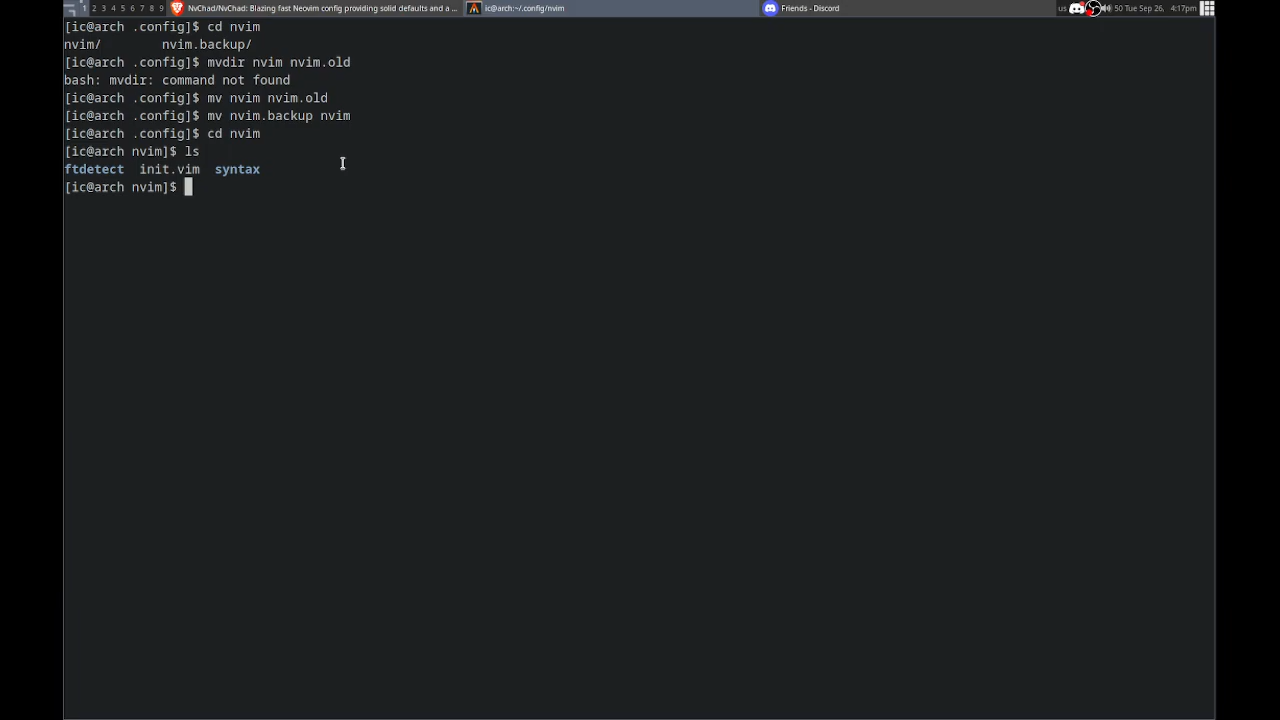 1 2 3 4 5 6 7 8 9 NvChad/NvChad: Blazing fast Neovim config providing solid defaults and a ... ic@arch:~/.config/nvim Friends - Discord us 50 Tue Sep 26, 4:17pm
[ic@arch .config]$ cd nvim
nvim/ nvim.backup/
[ic@arch .config]$ mvdir nvim nvim.old
bash: mvdir: command not found
[ic@arch .config]$ mv nvim nvim.old
[ic@arch .config]$ mv nvim.backup nvim
[ic@arch .config]$ cd nvim
[ic@arch nvim]$ ls
ftdetect init.vim syntax
[ic@arch nvim]$